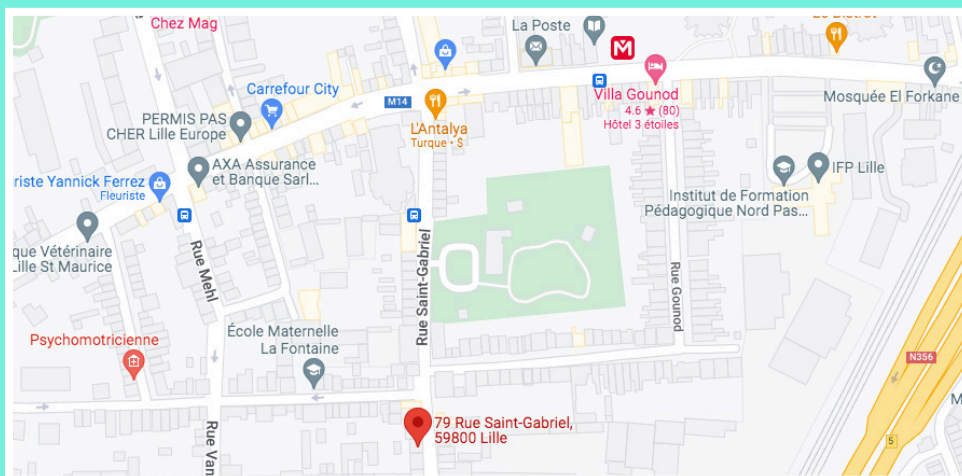 Chez Mag
La Poste
M
Le Bistrot
Carrefour City
M14
Villa Gounod
4.6 ★ (80)
Hôtel 3 étoiles
Mosquée El Forkane
PERMIS PAS
CHER Lille Europe
L'Antalya
Turque • $
AXA Assurance
et Banque Sarl...
IFP Lille
riste Yannick Ferrez
Fleuriste
Institut de Formation
Pédagogique Nord Pas...
que Vétérinaire
Lille St Maurice
Rue Mehl
Rue Saint-Gabriel
Rue Gounod
École Maternelle
La Fontaine
Psychomotricienne
N356
M
79 Rue Saint-Gabriel,
59800 Lille
Rue Van
5